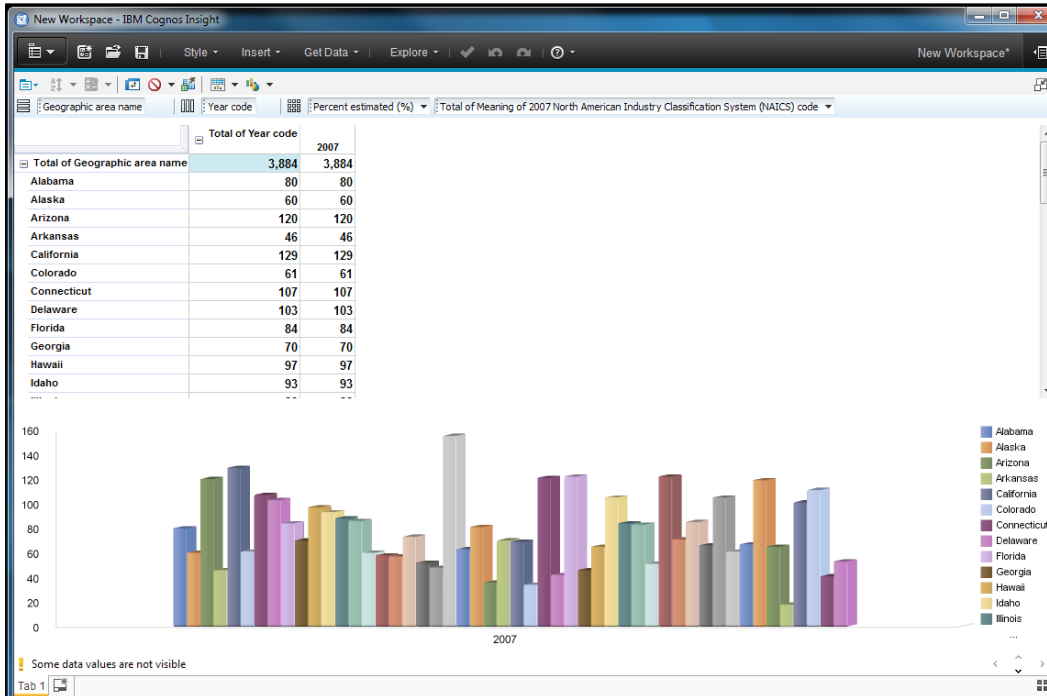 New Workspace - IBM Cognos Insight
Style Insert Get Data Explore New Workspace*
Geographic area name Year code Percent estimated (%) Total of Meaning of 2007 North American Industry Classification System (NAICS) code
Total of Year code 2007
Total of Geographic area name 3,884 3,884
Alabama 80 80
Alaska 60 60
Arizona 120 120
Arkansas 46 46
California 129 129
Colorado 61 61
Connecticut 107 107
Delaware 103 103
Florida 84 84
Georgia 70 70
Hawaii 97 97
Idaho 93 93
160
140
120
100
80
60
40
20
0
2007
Alabama
Alaska
Arizona
Arkansas
California
Colorado
Connecticut
Delaware
Florida
Georgia
Hawaii
Idaho
Illinois
...
Some data values are not visible
Tab 1